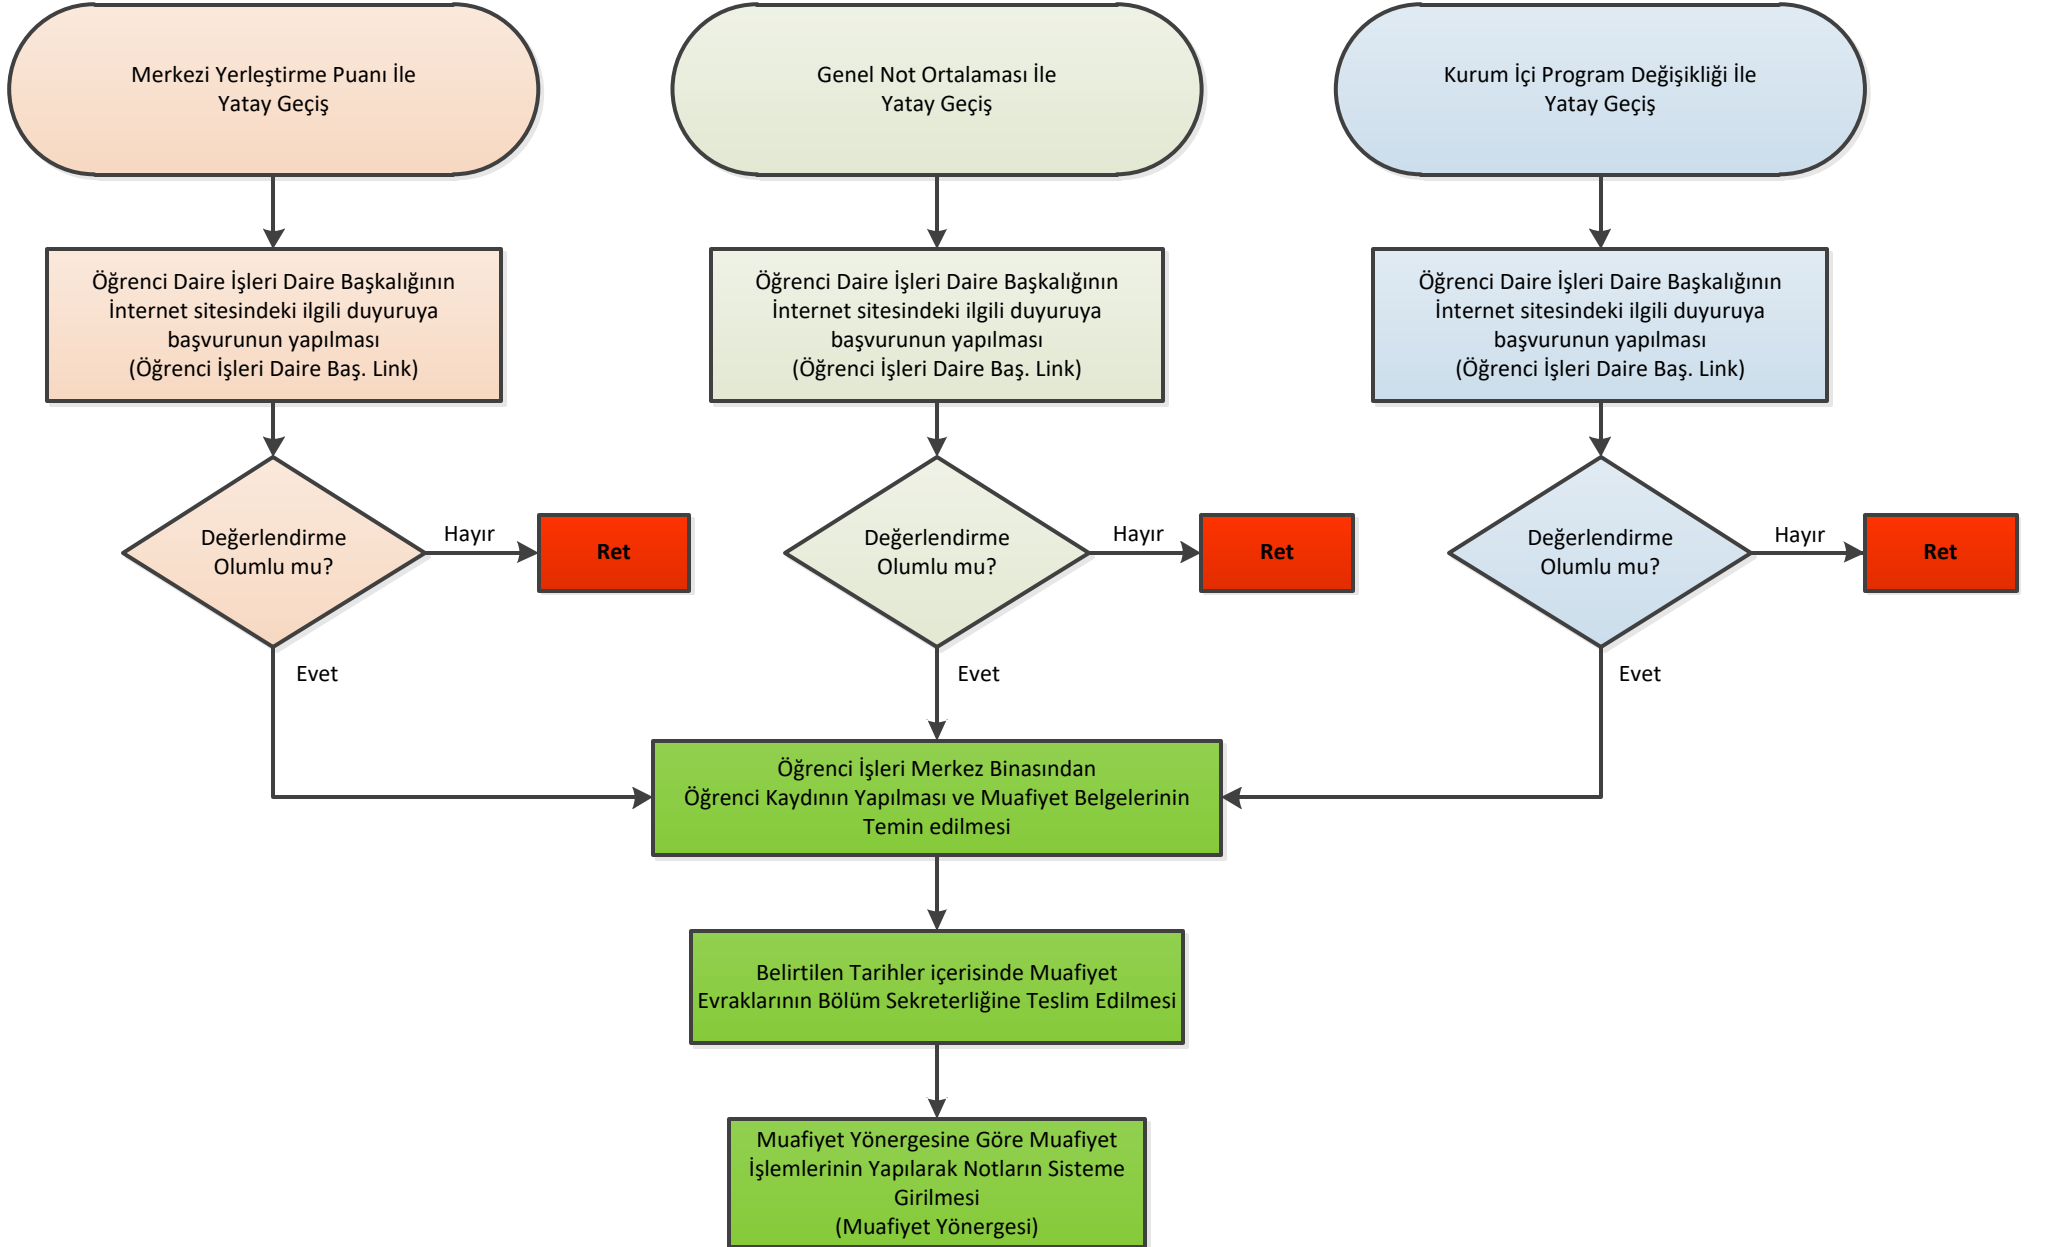 Merkezi Yerleştirme Puanı İle
Yatay Geçiş
Genel Not Ortalaması İle
Yatay Geçiş
Kurum İçi Program Değişikliği İle
Yatay Geçiş
Öğrenci Daire İşleri Daire Başkalığının
İnternet sitesindeki ilgili duyuruya
başvurunun yapılması
(Öğrenci İşleri Daire Baş. Link)
Öğrenci Daire İşleri Daire Başkalığının
İnternet sitesindeki ilgili duyuruya
başvurunun yapılması
(Öğrenci İşleri Daire Baş. Link)
Öğrenci Daire İşleri Daire Başkalığının
İnternet sitesindeki ilgili duyuruya
başvurunun yapılması
(Öğrenci İşleri Daire Baş. Link)
Değerlendirme
Olumlu mu?
Hayır
Ret
Değerlendirme
Olumlu mu?
Hayır
Ret
Değerlendirme
Olumlu mu?
Hayır
Ret
Evet
Evet
Evet
Öğrenci İşleri Merkez Binasından
Öğrenci Kaydının Yapılması ve Muafiyet Belgelerinin
Temin edilmesi
Belirtilen Tarihler içerisinde Muafiyet
Evraklarının Bölüm Sekreterliğine Teslim Edilmesi
Muafiyet Yönergesine Göre Muafiyet
İşlemlerinin Yapılarak Notların Sisteme
Girilmesi
(Muafiyet Yönergesi)